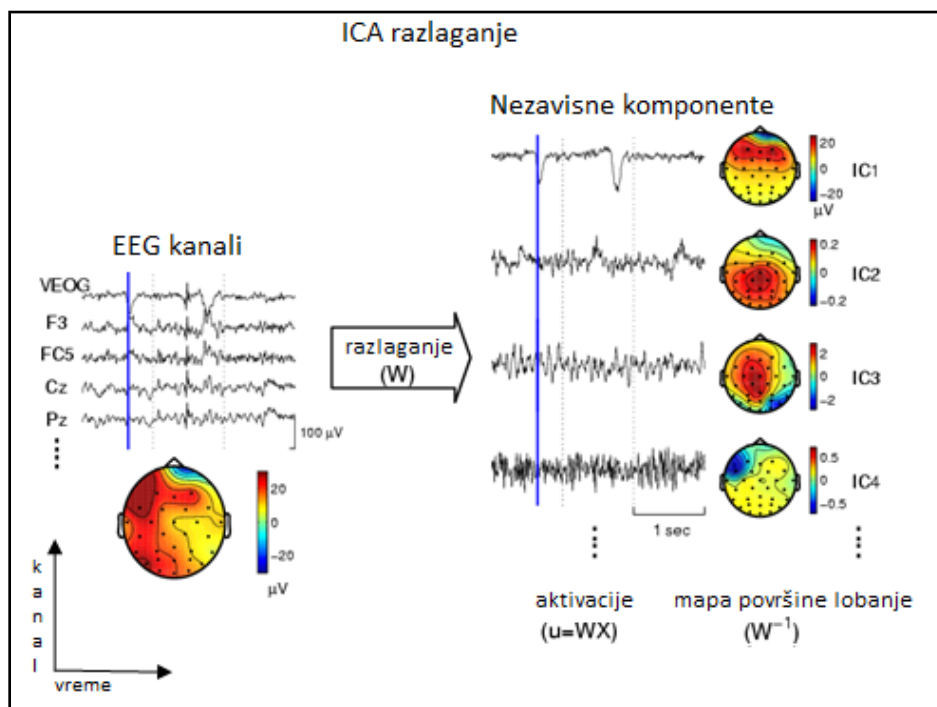 ICA razlaganje
EEG kanali
VEOG
F3
FC5
Cz
Pz
100 µV
20
0
−20
µV
k
a
n
a
l
vreme
razlaganje
(W)
Nezavisne komponente
20
0
−20
µV
IC1
0.2
0
−0.2
IC2
2
0
−2
IC3
0.5
0
−0.5
IC4
1 sec
aktivacije
(u=WX)
mapa površine lobanje
(W⁻¹)